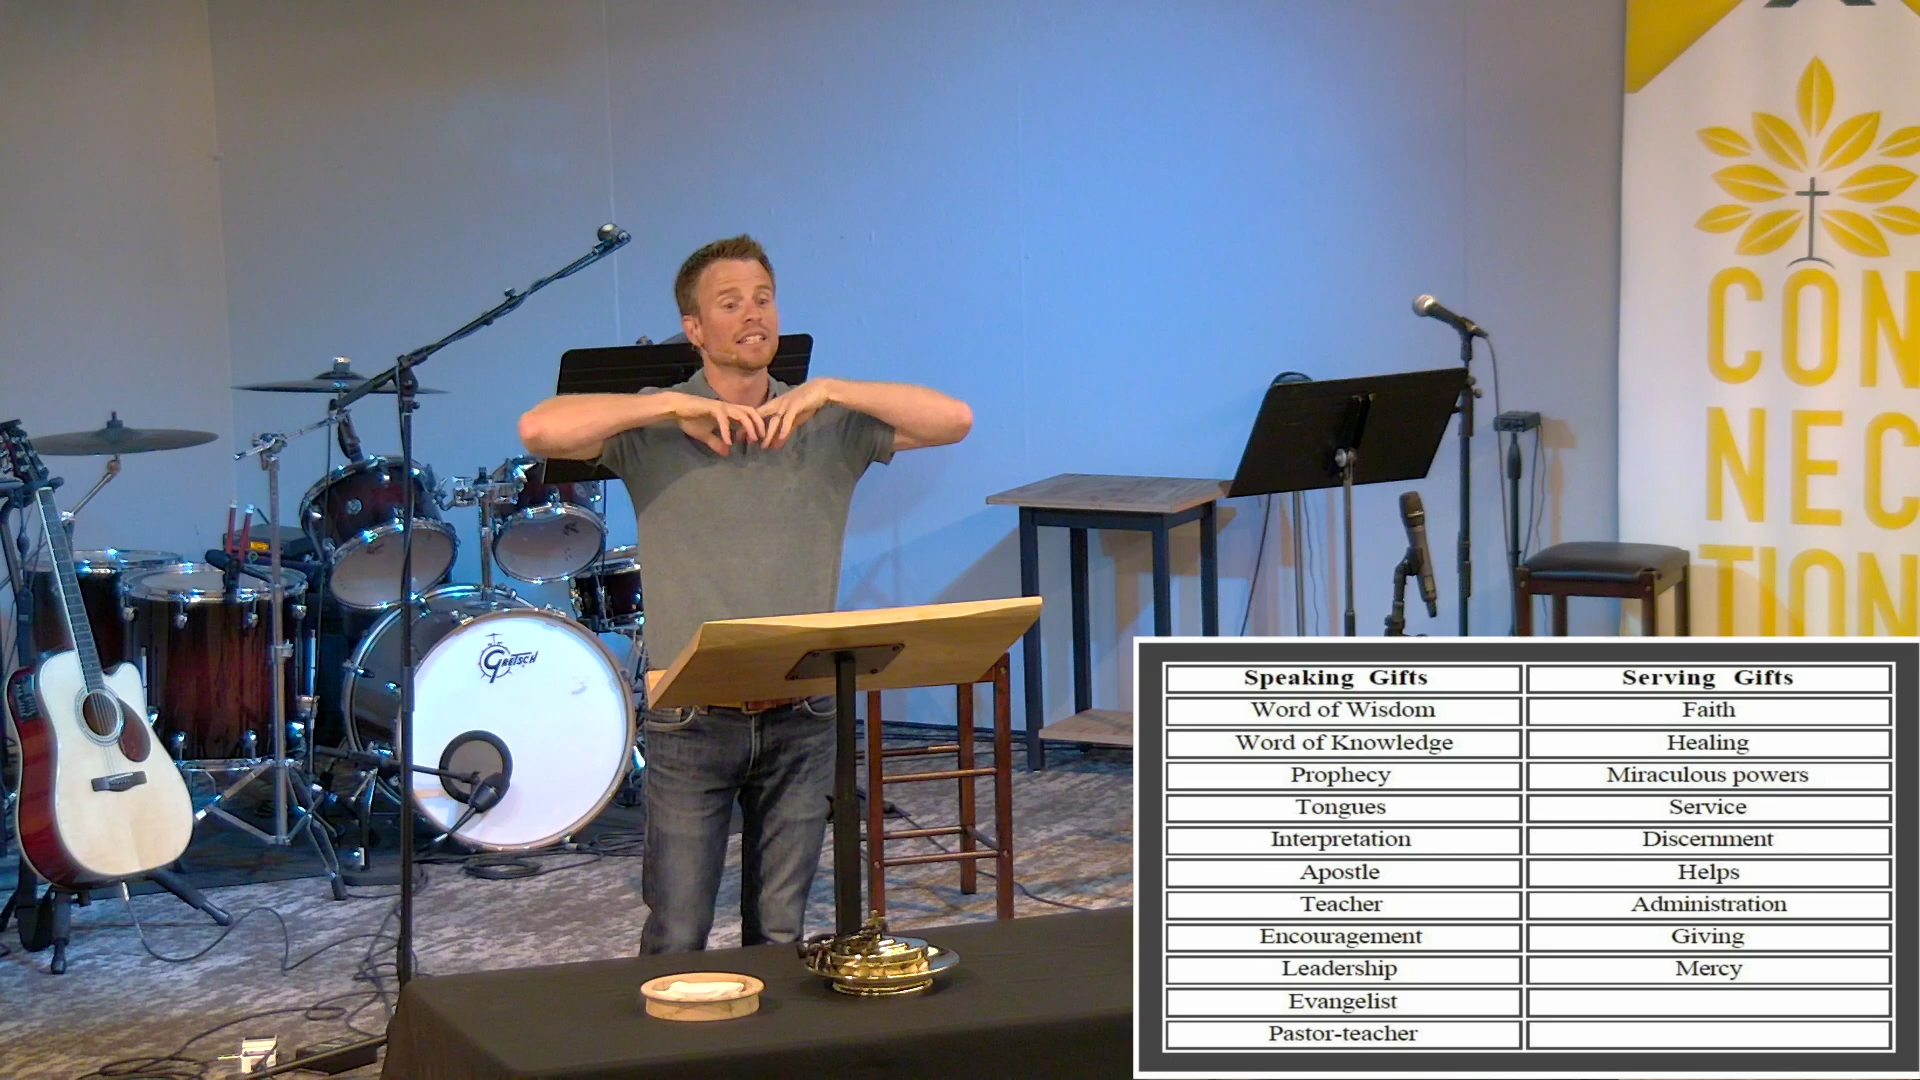 CON
NEC
TION
GRETSCH
Speaking Gifts Serving Gifts
Word of Wisdom Faith
Word of Knowledge Healing
Prophecy Miraculous powers
Tongues Service
Interpretation Discernment
Apostle Helps
Teacher Administration
Encouragement Giving
Leadership Mercy
Evangelist
Pastor-teacher